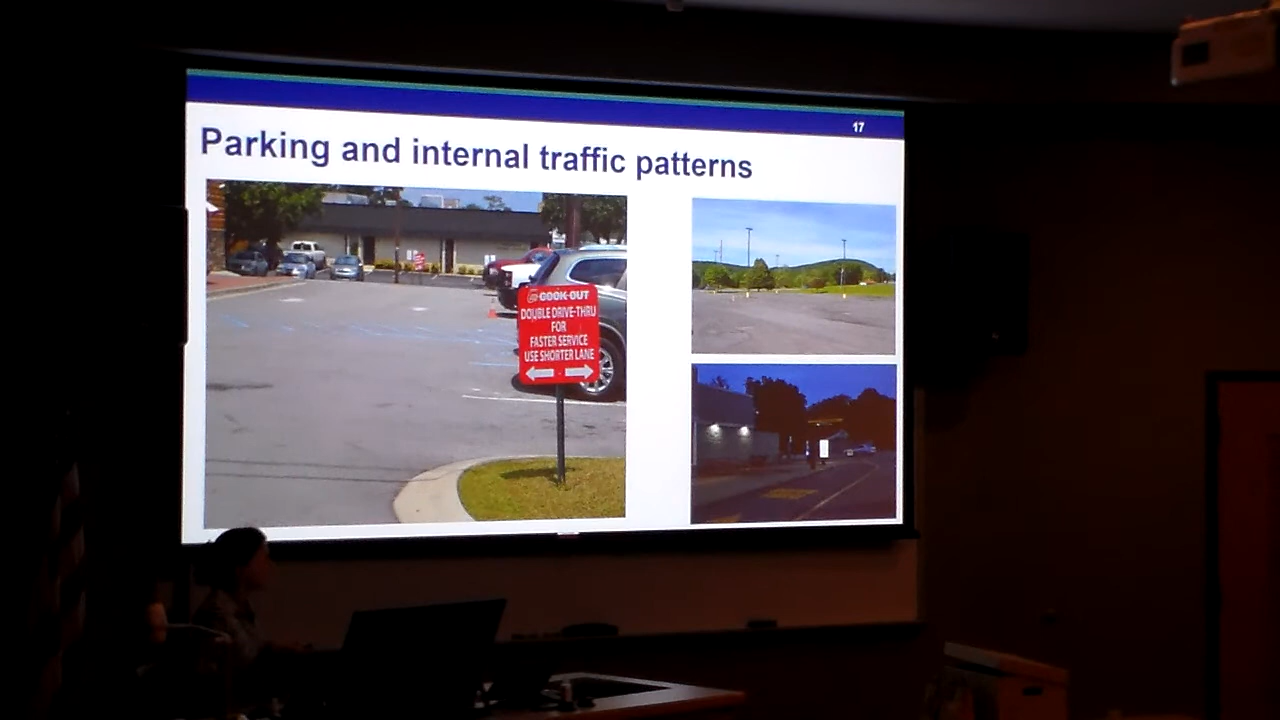 17
Parking and internal traffic patterns
COOK-OUT
DOUBLE DRIVE-THRU
FOR
FASTER SERVICE
USE SHORTER LANE